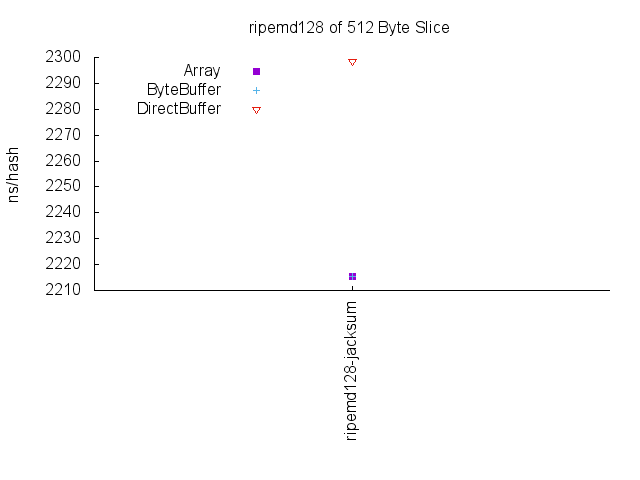 ripemd128 of 512 Byte Slice
ns/hash
2300
2290
2280
2270
2260
2250
2240
2230
2220
2210
Array
ByteBuffer
DirectBuffer
ripemd128-jacksum